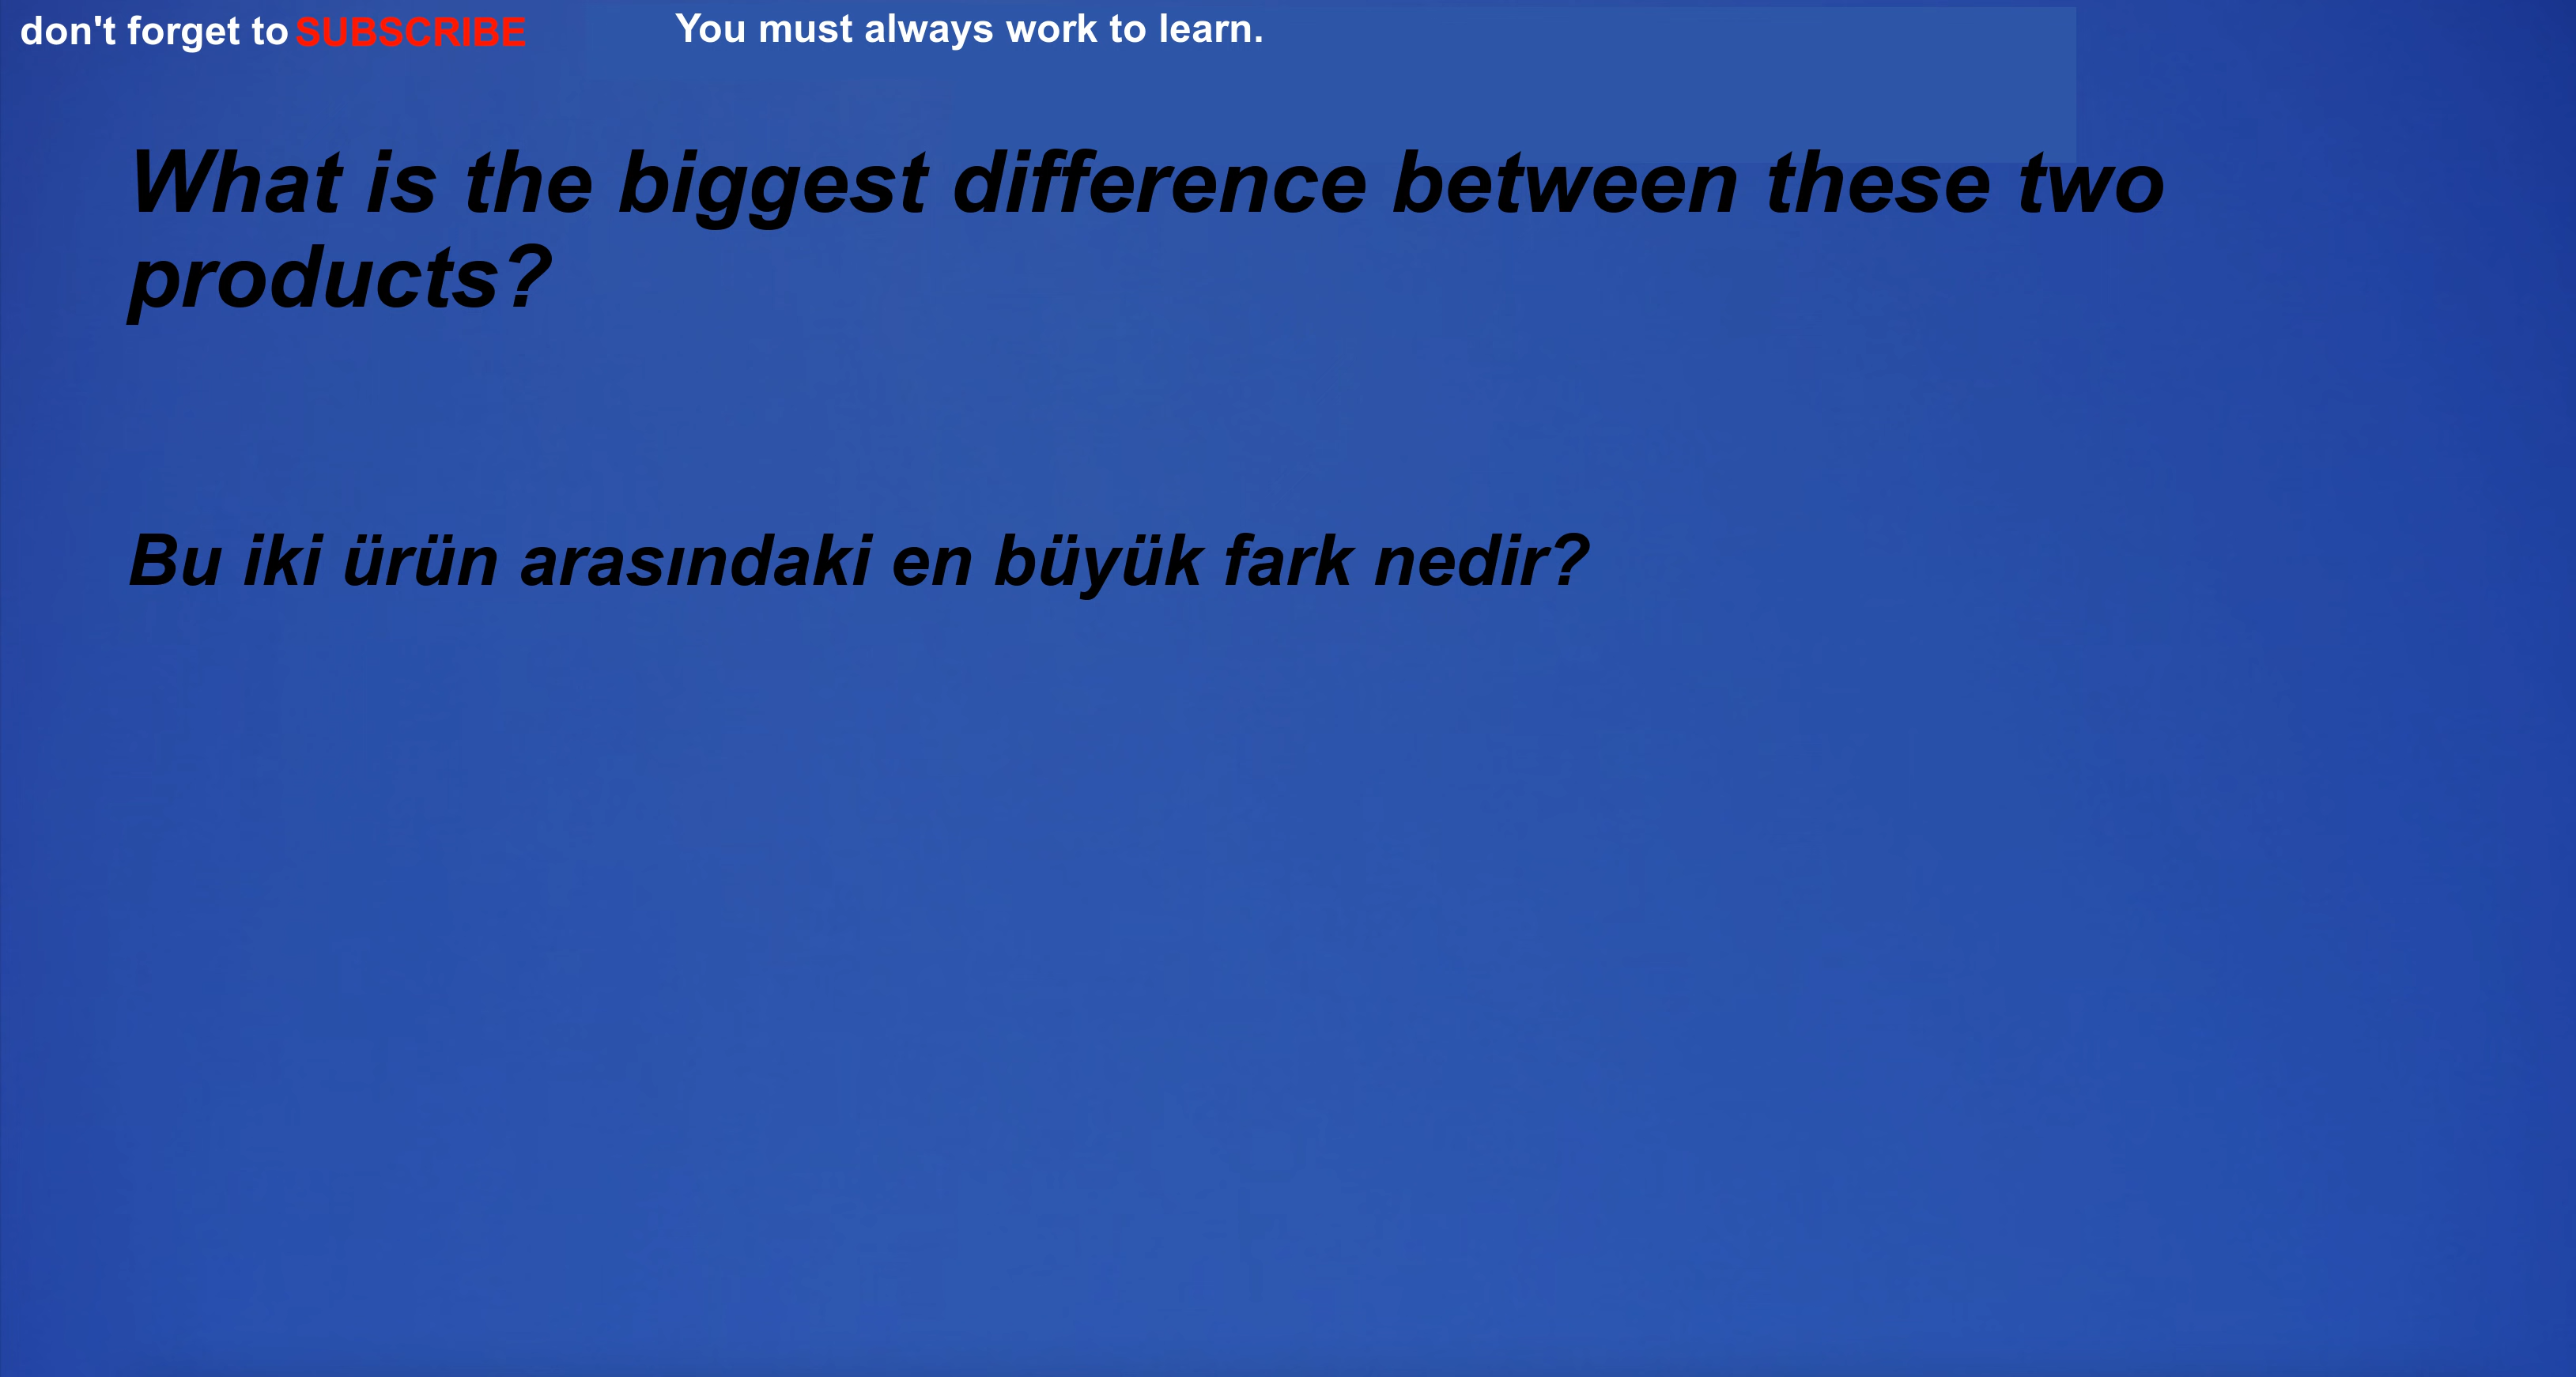 don't forget to SUBSCRIBE
You must always work to learn.
What is the biggest difference between these two
products?
Bu iki ürün arasındaki en büyük fark nedir?